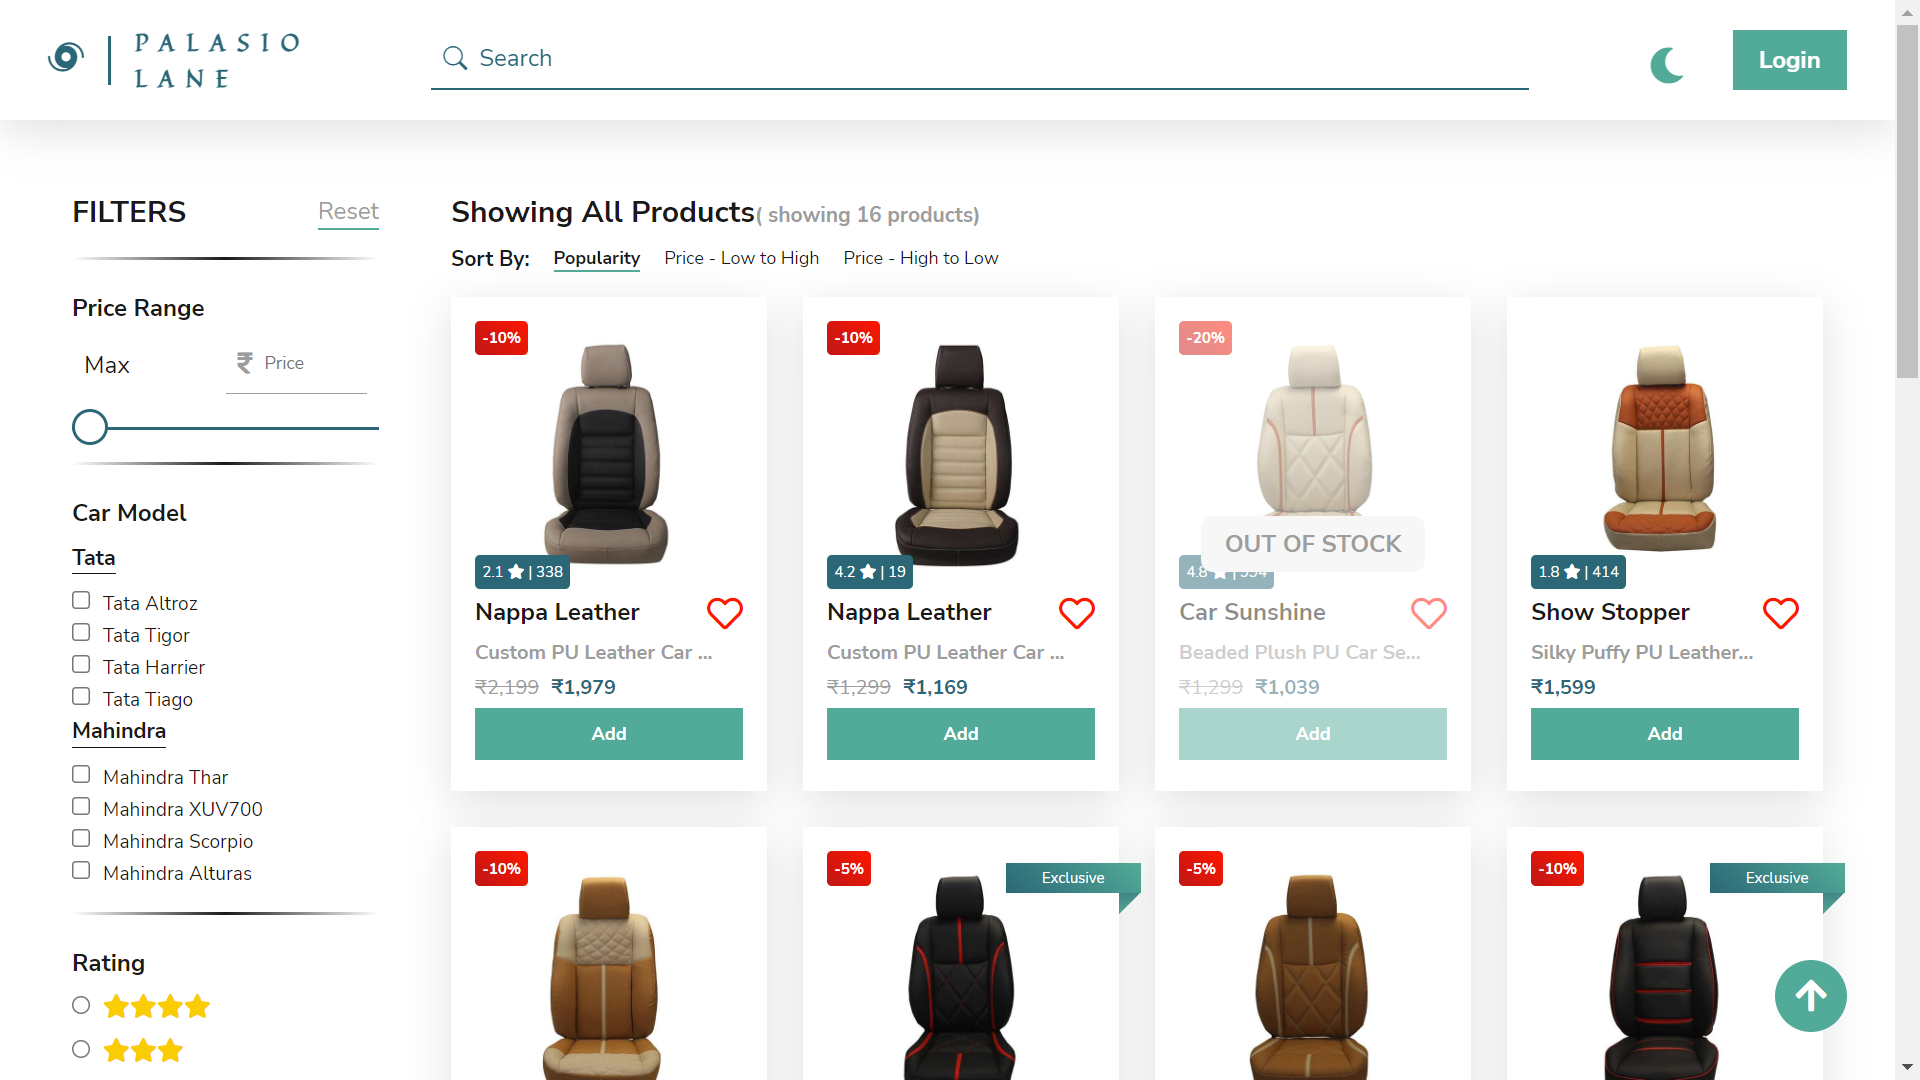 PALASIO
LANE
Search
Login
FILTERS
Reset
Price Range
Max
₹ Price
Car Model
Tata
Tata Altroz
Tata Tigor
Tata Harrier
Tata Tiago
Mahindra
Mahindra Thar
Mahindra XUV700
Mahindra Scorpio
Mahindra Alturas
Rating
Showing All Products( showing 16 products)
Sort By: Popularity Price - Low to High Price - High to Low
-10%
2.1 ★ | 338
Nappa Leather
Custom PU Leather Car ...
₹2,199 ₹1,979
Add
-10%
4.2 ★ | 19
Nappa Leather
Custom PU Leather Car ...
₹1,299 ₹1,169
Add
-20%
OUT OF STOCK
4.8
Car Sunshine
Beaded Plush PU Car Se...
₹1,299 ₹1,039
Add
1.8 ★ | 414
Show Stopper
Silky Puffy PU Leather...
₹1,599
Add
-10%
-5%
Exclusive
-5%
-10%
Exclusive